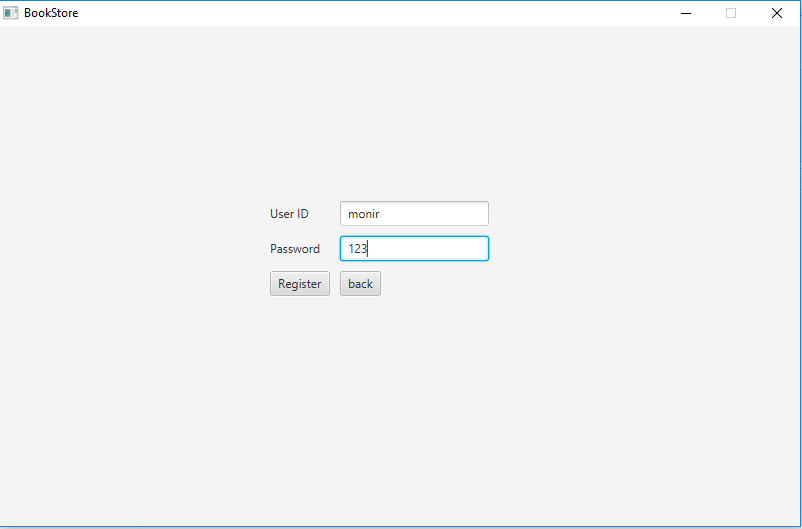 BookStore
User ID monir
Password 123
Register back